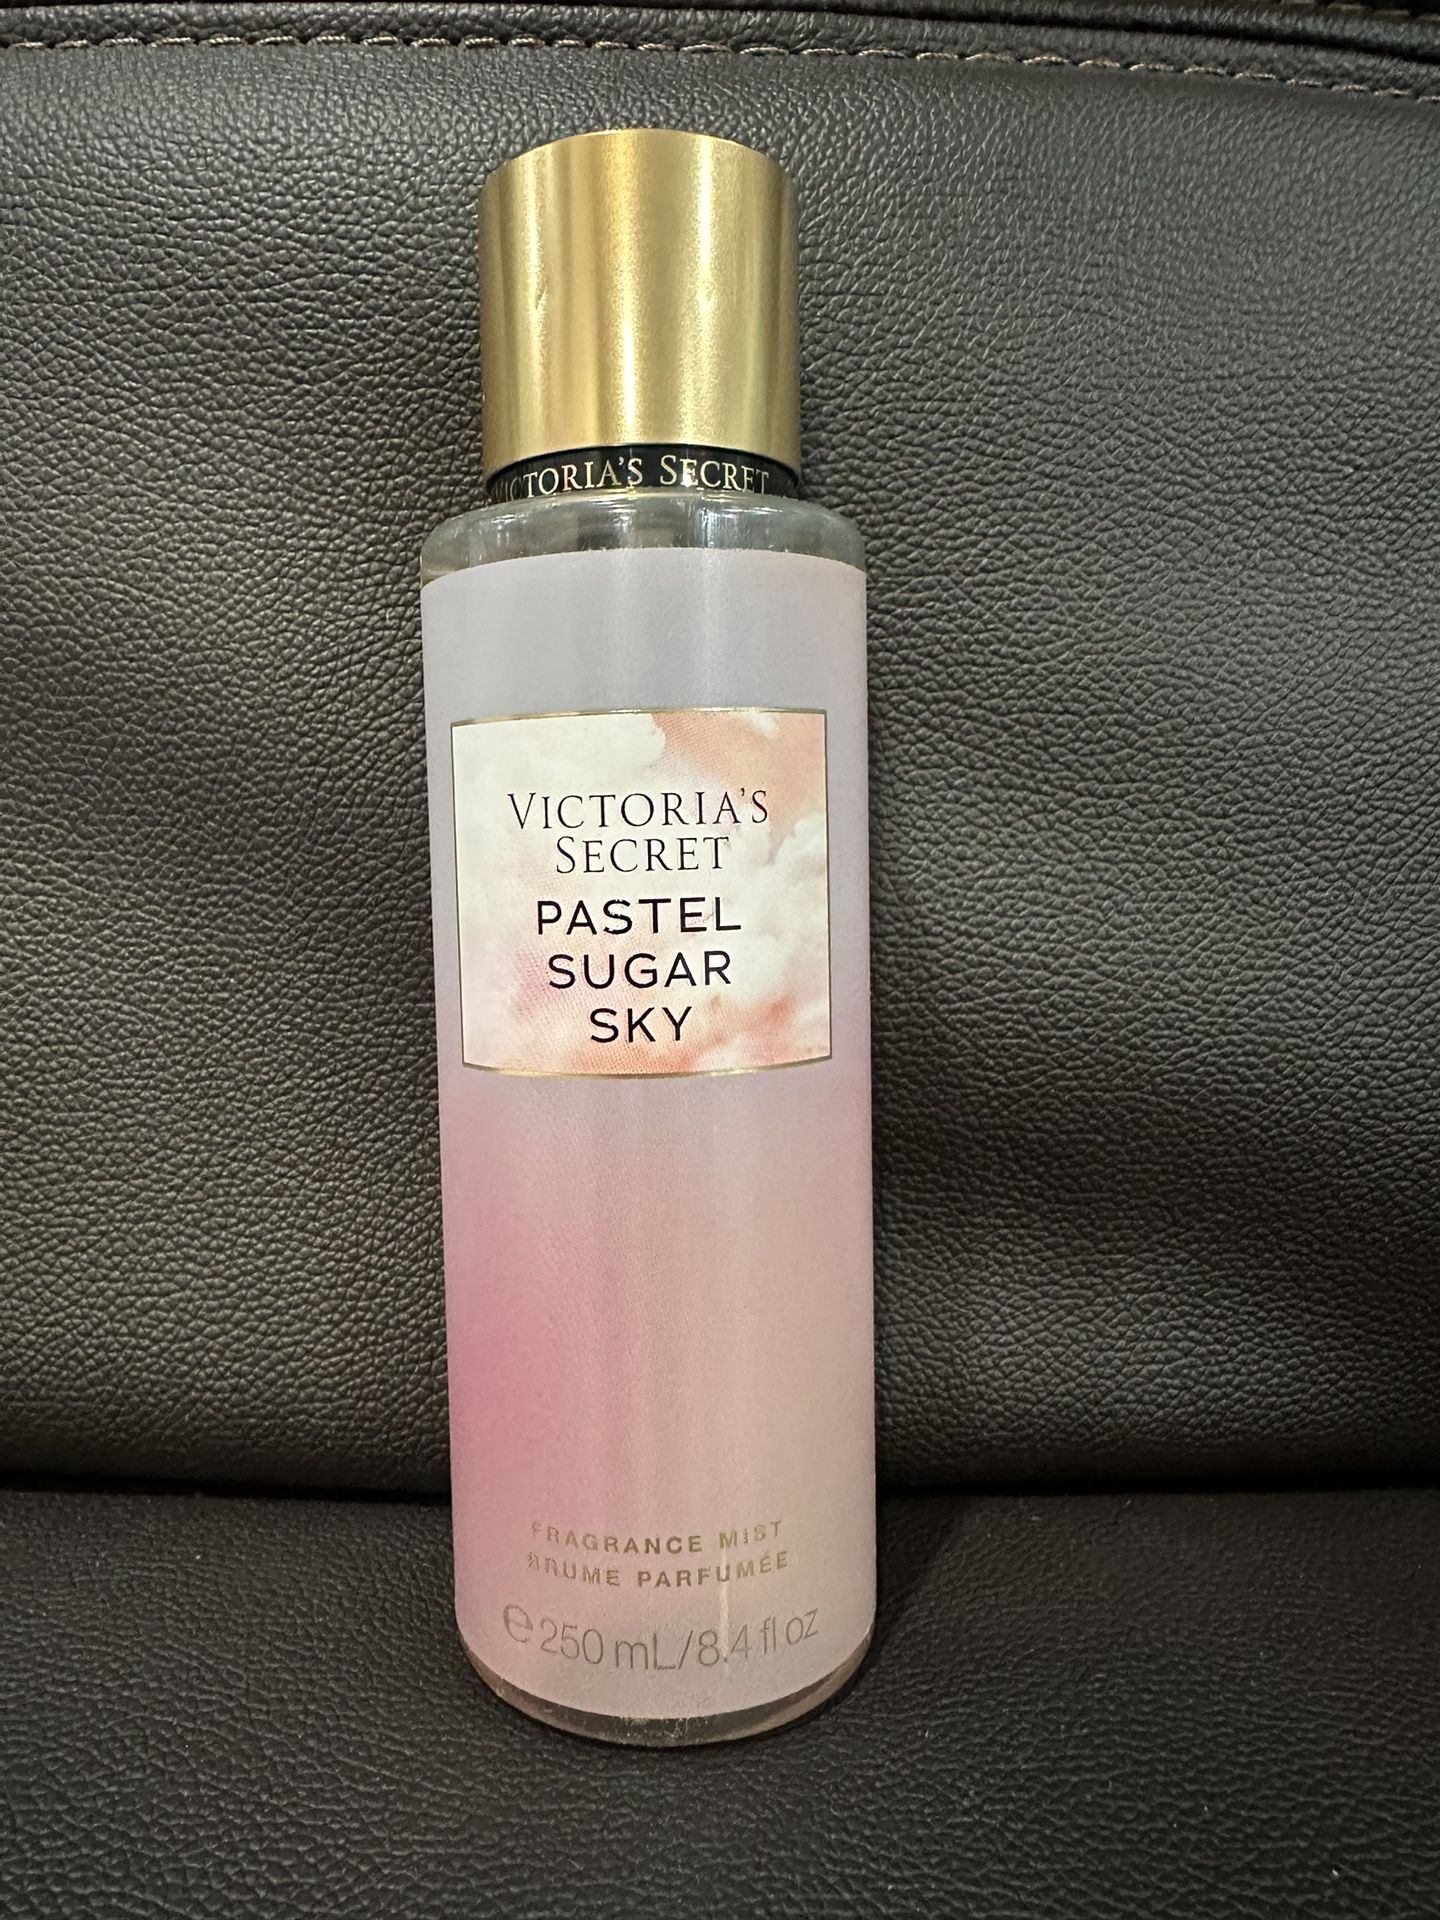 VICTORIA'S SECRET
VICTORIA'S
SECRET
PASTEL
SUGAR
SKY
FRAGRANCE MIST
BRUME PARFUMÉE
℮ 250 mL/8.4 fl oz